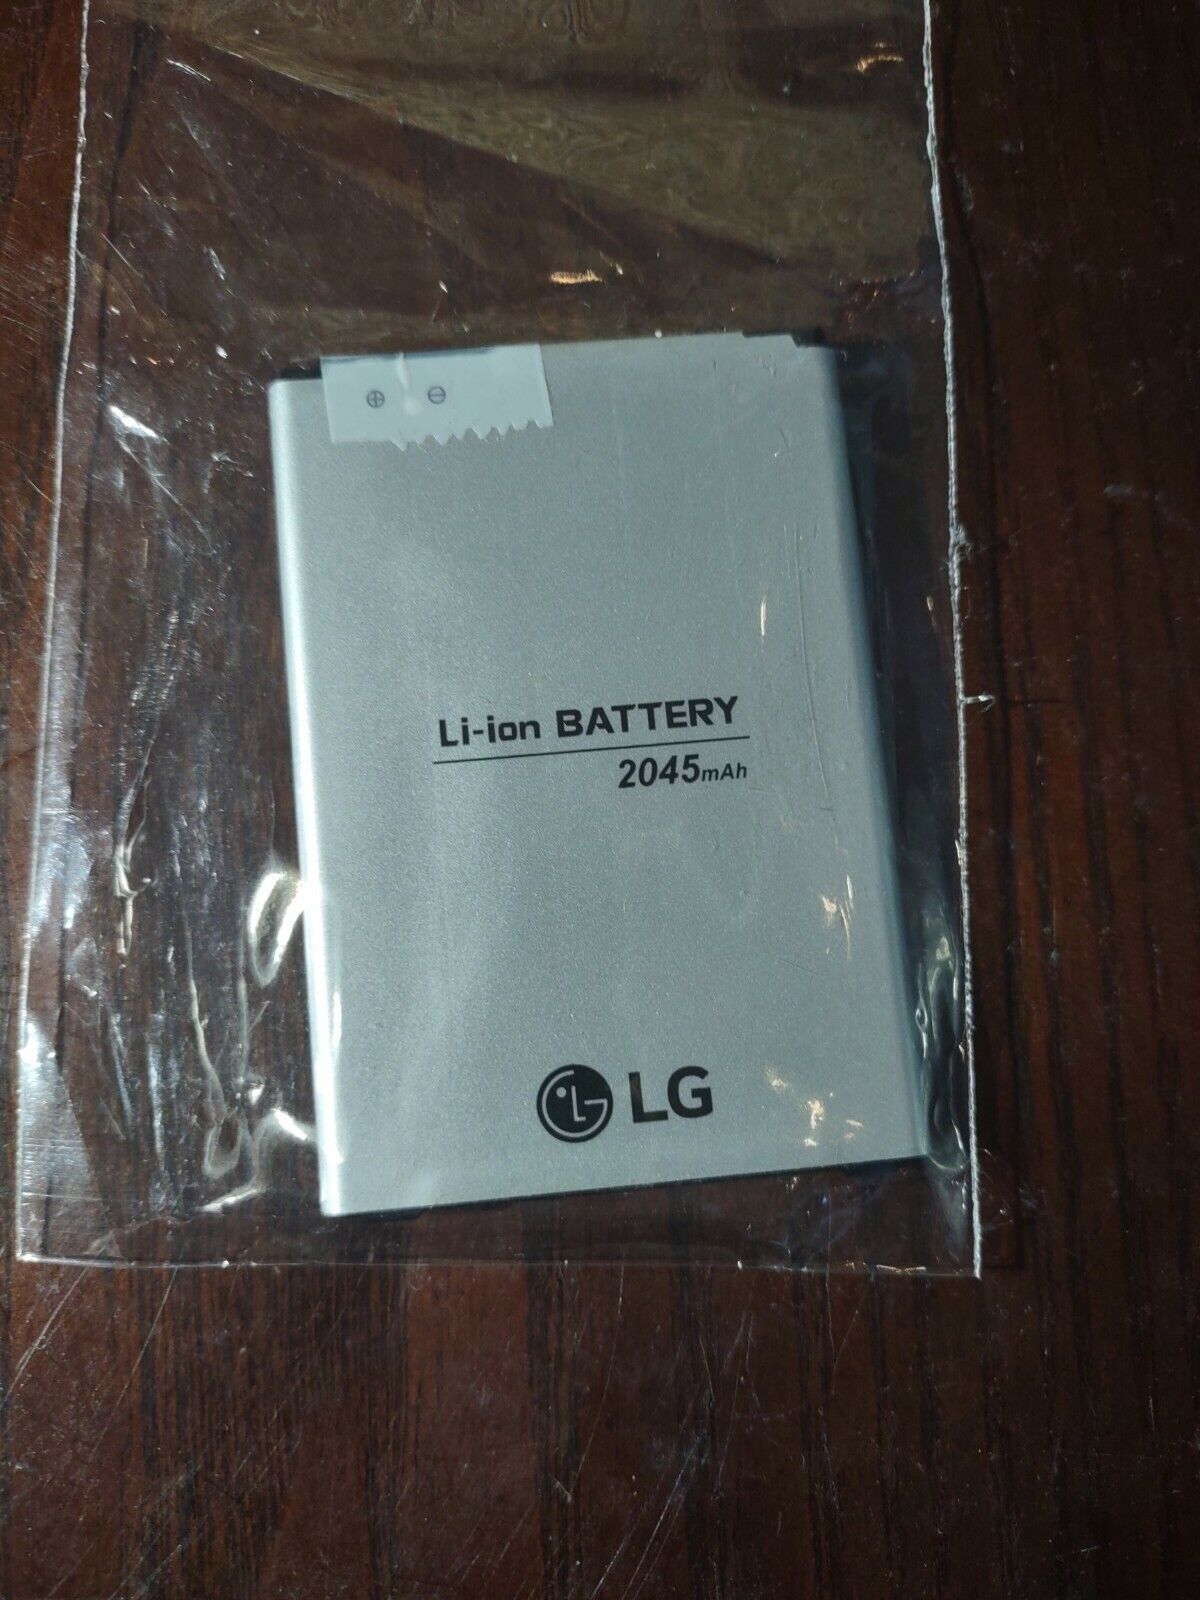 ⊕ ⊖
Li-ion BATTERY
2045mAh
LG